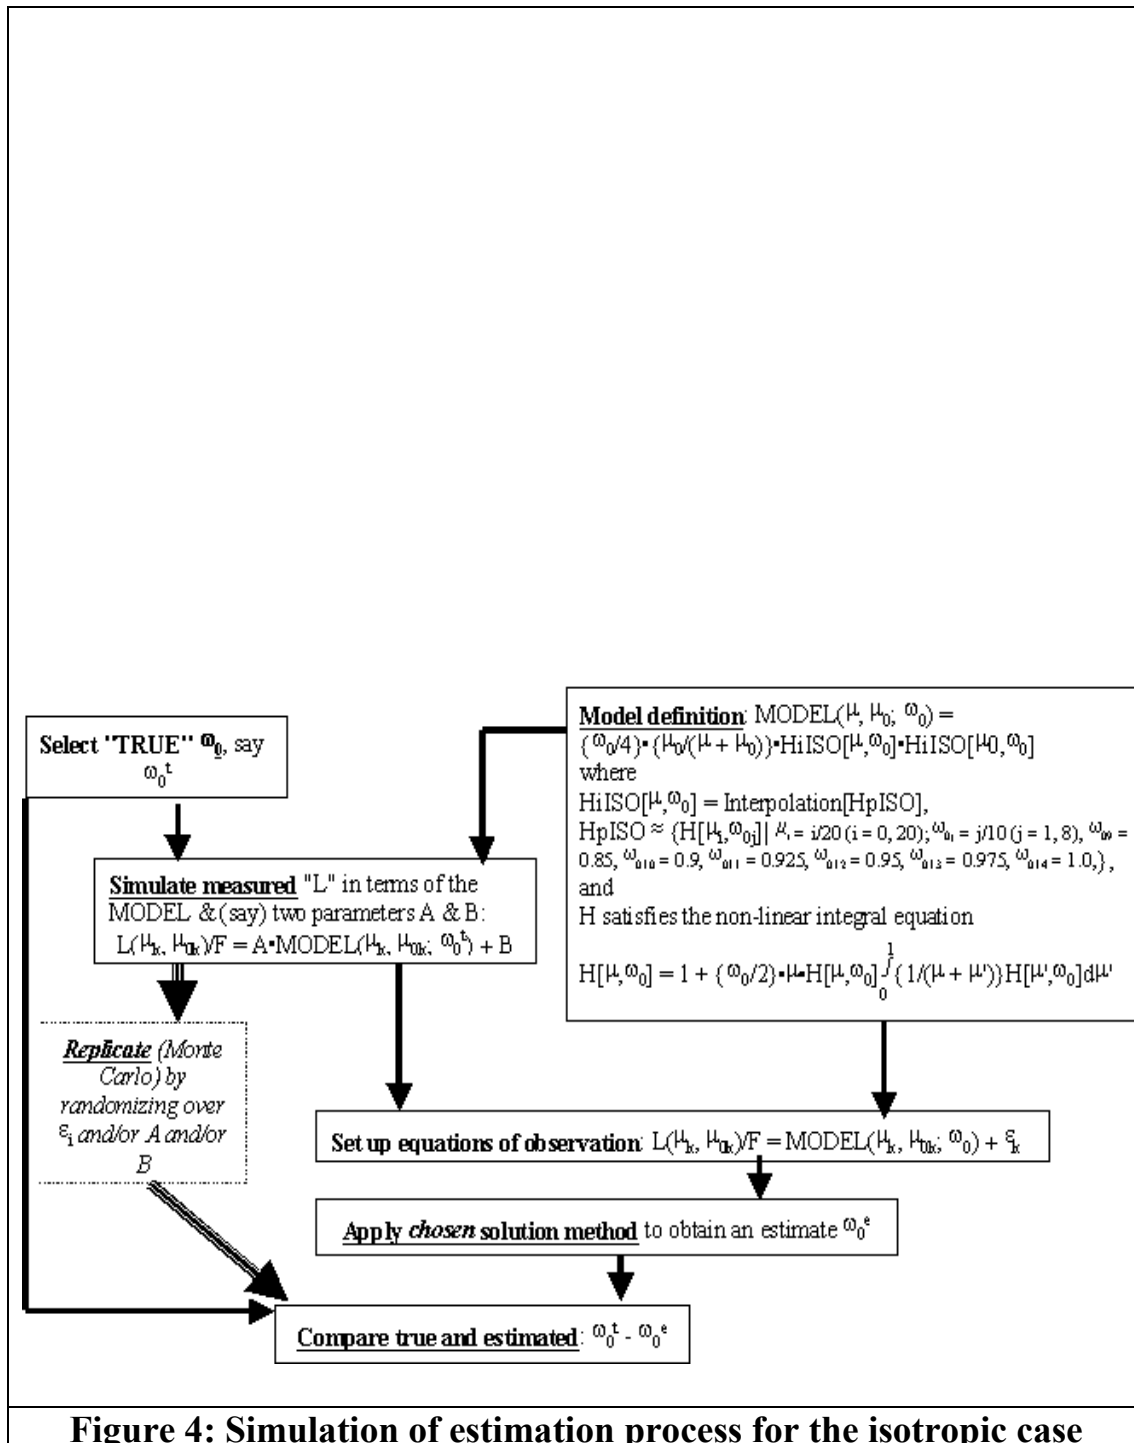 Select "TRUE" ω₀, say
ω₀ᵗ
Model definition: MODEL(μ, μ₀; ω₀) =
{ω₀/4}•{μ₀/(μ + μ₀)}•HiISO[μ,ω₀]•HiISO[μ0,ω₀]
where
HiISO[μ,ω₀] = Interpolation[HpISO],
HpISO ≈ {H[μᵢ,ω₀ⱼ]| μᵢ = i/20 (i = 0, 20); ω₀ⱼ = j/10 (j = 1, 8), ω₀₉ =
0.85, ω₀₁₀ = 0.9, ω₀₁₁ = 0.925, ω₀₁₂ = 0.95, ω₀₁₃ = 0.975, ω₀₁₄ = 1.0,},
and
H satisfies the non-linear integral equation
H[μ,ω₀] = 1 + {ω₀/2}•μ•H[μ,ω₀] ∫₀¹{1/(μ + μ')}H[μ',ω₀]dμ'
Simulate measured "L" in terms of the
MODEL & (say) two parameters A & B:
L(μₖ, μ₀ₖ)/F = A•MODEL(μₖ, μ₀ₖ; ω₀ᵗ) + B
Replicate (Monte
Carlo) by
randomizing over
εᵢ and/or A and/or
B
Set up equations of observation: L(μₖ, μ₀ₖ)/F = MODEL(μₖ, μ₀ₖ; ω₀) + εₖ
Apply chosen solution method to obtain an estimate ω₀ᵉ
Compare true and estimated: ω₀ᵗ - ω₀ᵉ
Figure 4: Simulation of estimation process for the isotropic case